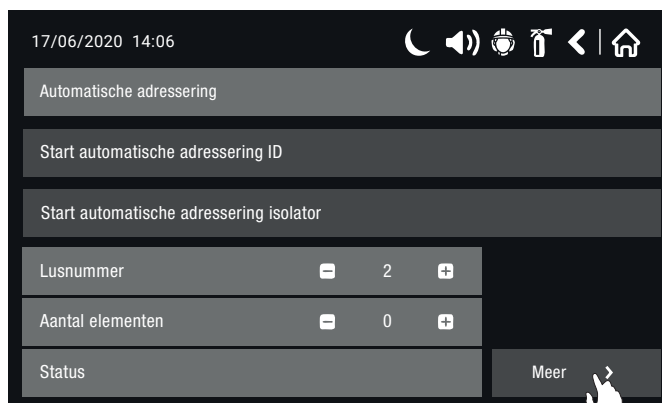 17/06/2020 14:06
Automatische adressering
Start automatische adressering ID
Start automatische adressering isolator
Lusnummer 2
Aantal elementen 0
Status Meer